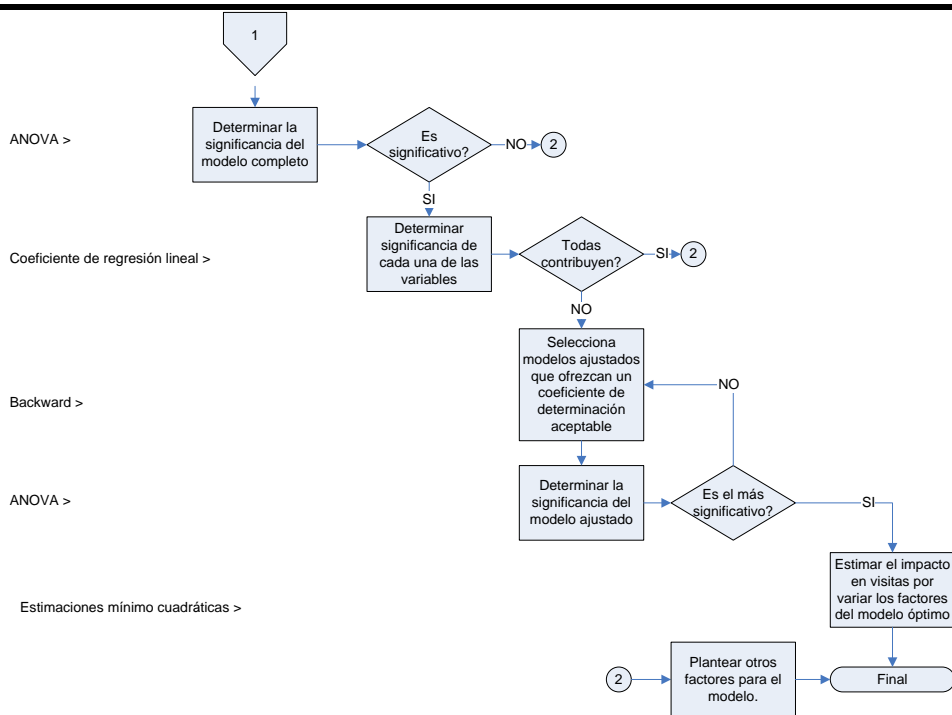 1
ANOVA >
Determinar la
significancia del
modelo completo
Es
significativo?
NO
2
SI
Coeficiente de regresión lineal >
Determinar
significancia de
cada una de las
variables
Todas
contribuyen?
SI
2
NO
Backward >
Selecciona
modelos ajustados
que ofrezcan un
coeficiente de
determinación
aceptable
NO
ANOVA >
Determinar la
significancia del
modelo ajustado
Es el más
significativo?
SI
Estimaciones mínimo cuadráticas >
Estimar el impacto
en visitas por
variar los factores
del modelo óptimo
2
Plantear otros
factores para el
modelo.
Final